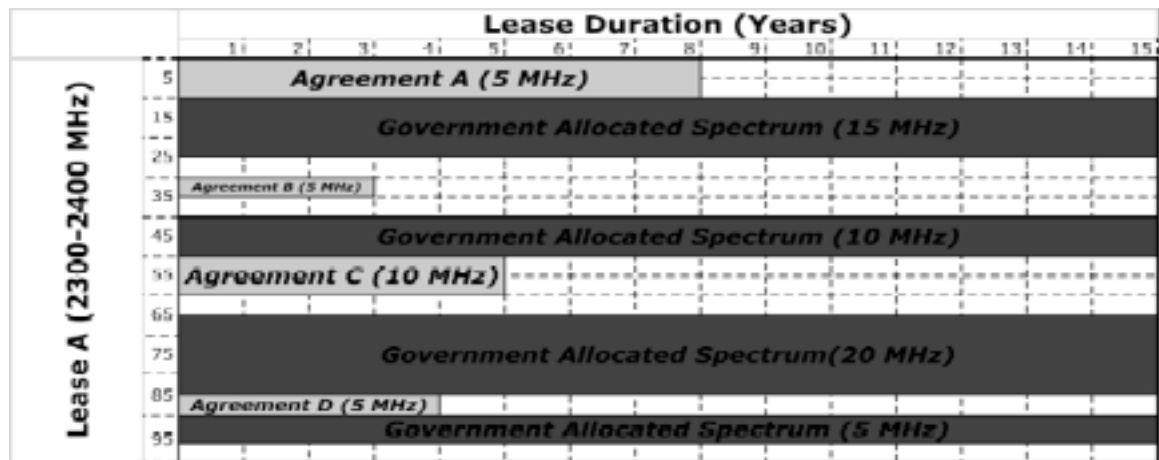 Lease Duration (Years)
1 2 3 4 5 6 7 8 9 10 11 12 13 14 15
Lease A (2300-2400 MHz)
5
Agreement A (5 MHz)
15
Government Allocated Spectrum (15 MHz)
25
Agreement B (5 MHz)
35
45
Government Allocated Spectrum (10 MHz)
55
Agreement C (10 MHz)
65
75
Government Allocated Spectrum(20 MHz)
85
Agreement D (5 MHz)
Government Allocated Spectrum (5 MHz)
95